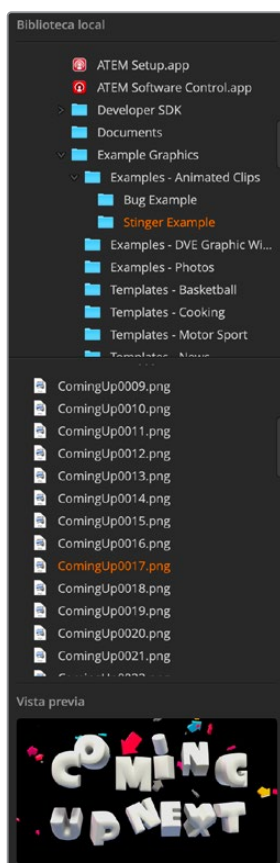 Biblioteca local
ATEM Setup.app
ATEM Software Control.app
Developer SDK
Documents
Example Graphics
Examples - Animated Clips
Bug Example
Stinger Example
Examples - DVE Graphic Wi...
Examples - Photos
Templates - Basketball
Templates - Cooking
Templates - Motor Sport
Templates - News
ComingUp0009.png
ComingUp0010.png
ComingUp0011.png
ComingUp0012.png
ComingUp0013.png
ComingUp0014.png
ComingUp0015.png
ComingUp0016.png
ComingUp0017.png
ComingUp0018.png
ComingUp0019.png
ComingUp0020.png
ComingUp0021.png
Vista previa
COMiNG
UP NEXT